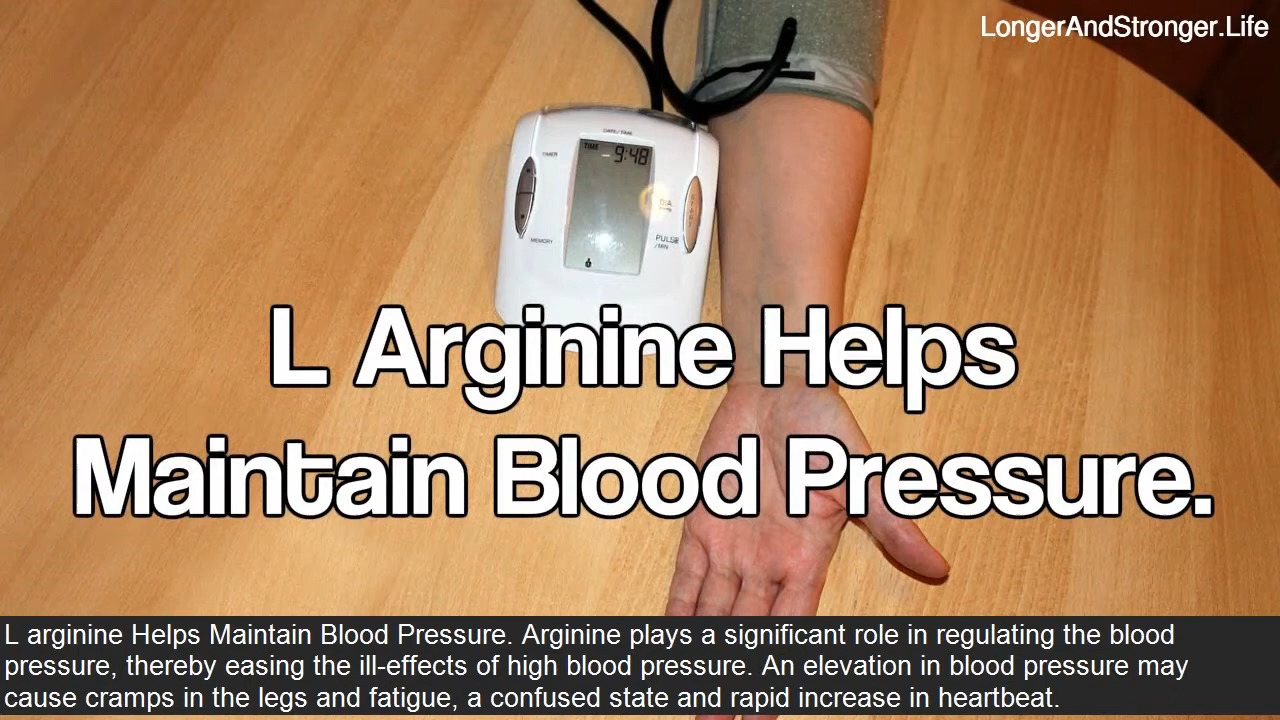 LongerAndStronger.Life
DATE/TIME
TIME 9:48
TIMER
START
MEMORY
PULSE
/MIN
L Arginine Helps
Maintain Blood Pressure.
L arginine Helps Maintain Blood Pressure. Arginine plays a significant role in regulating the blood
pressure, thereby easing the ill-effects of high blood pressure. An elevation in blood pressure may
cause cramps in the legs and fatigue, a confused state and rapid increase in heartbeat.